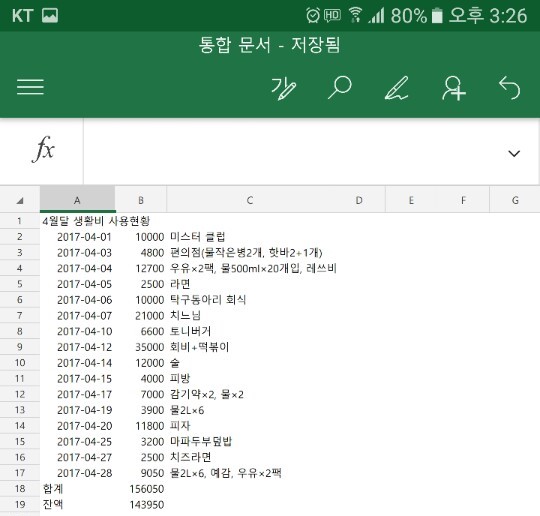 KT HD 80% 오후 3:26
통합 문서 - 저장됨
가
fx
A B C D E F G
1 4월달 생활비 사용현황
2 2017-04-01 10000 미스터 클럽
3 2017-04-03 4800 편의점(물작은병2개, 핫바2+1개)
4 2017-04-04 12700 우유×2팩, 물500ml×20개입, 레쓰비
5 2017-04-05 2500 라면
6 2017-04-06 10000 탁구동아리 회식
7 2017-04-07 21000 치느님
8 2017-04-10 6600 토니버거
9 2017-04-12 35000 회비+떡볶이
10 2017-04-14 12000 술
11 2017-04-15 4000 피방
12 2017-04-17 7000 감기약×2, 물×2
13 2017-04-19 3900 물2L×6
14 2017-04-20 11800 피자
15 2017-04-25 3200 마파두부덮밥
16 2017-04-27 2500 치즈라면
17 2017-04-28 9050 물2L×6, 예감, 우유×2팩
18 합계 156050
19 잔액 143950